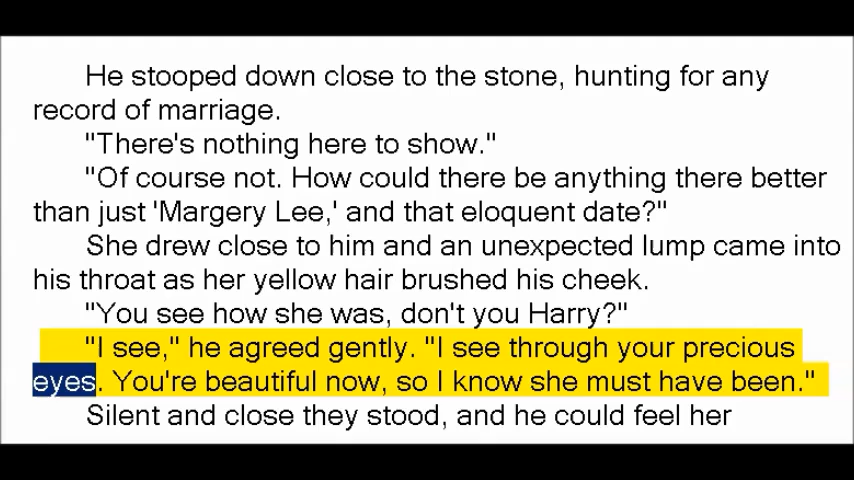 He stooped down close to the stone, hunting for any
record of marriage.
"There's nothing here to show."
"Of course not. How could there be anything there better
than just 'Margery Lee,' and that eloquent date?"
She drew close to him and an unexpected lump came into
his throat as her yellow hair brushed his cheek.
"You see how she was, don't you Harry?"
"I see," he agreed gently. "I see through your precious
eyes. You're beautiful now, so I know she must have been."
Silent and close they stood, and he could feel her